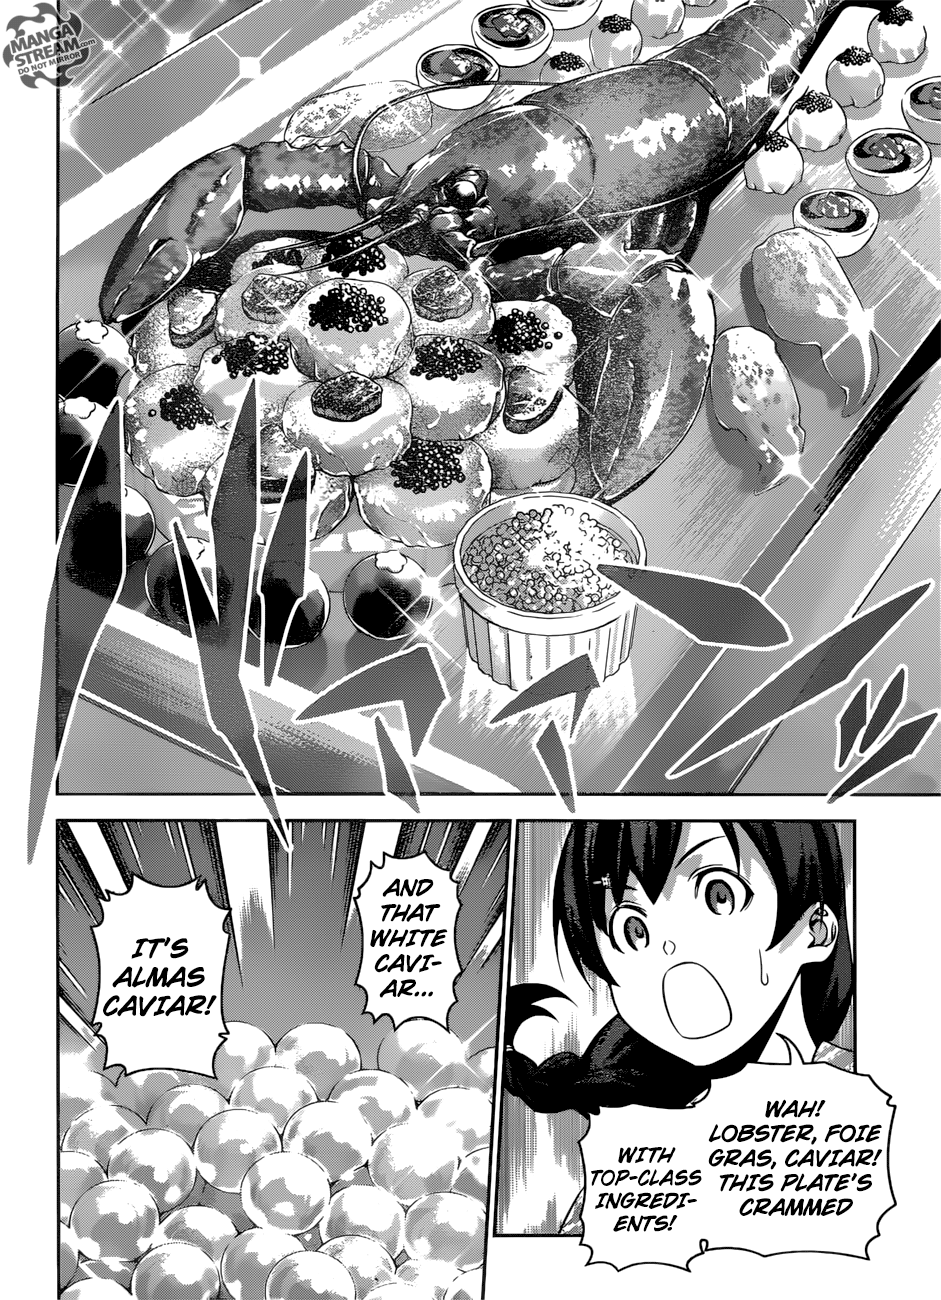 MANGA
STREAM.com
DO NOT MIRROR
WAH!
LOBSTER, FOIE
GRAS, CAVIAR!
THIS PLATE'S
CRAMMED
WITH
TOP-CLASS
INGREDI-
ENTS!
AND
THAT
WHITE
CAVI-
AR...
IT'S
ALMAS
CAVIAR!